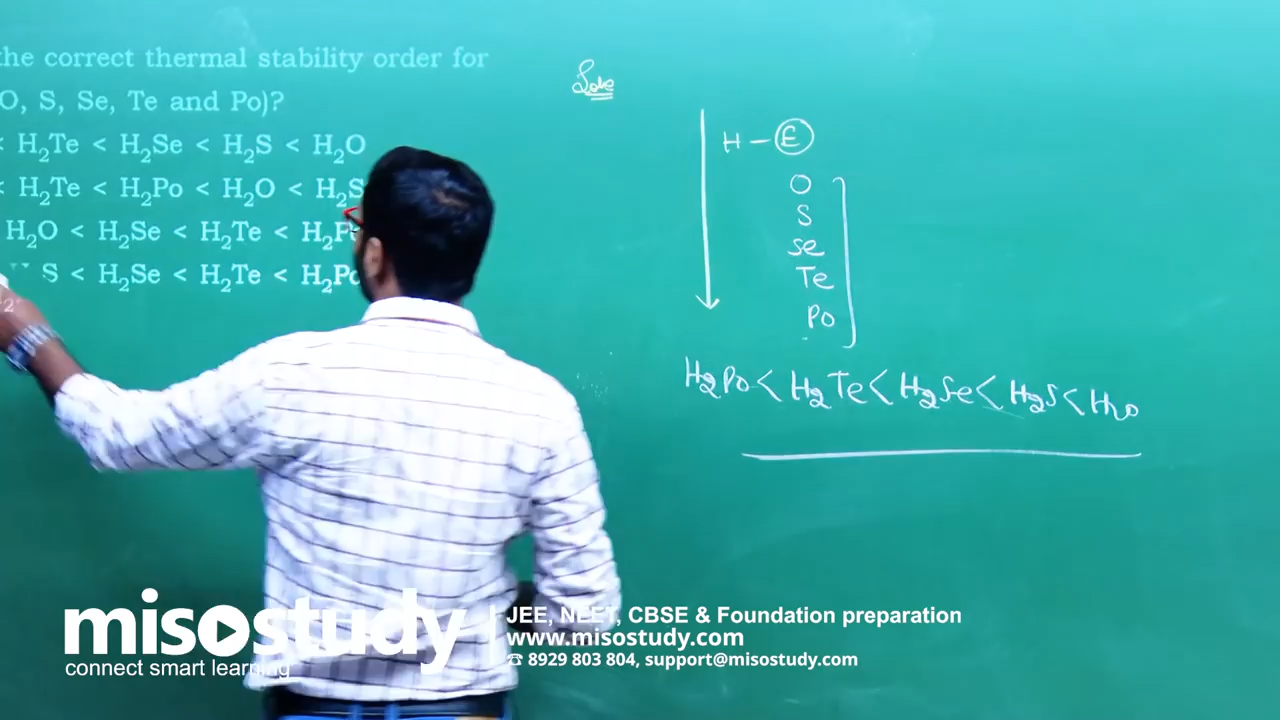 the correct thermal stability order for
O, S, Se, Te and Po)?
< H₂Te < H₂Se < H₂S < H₂O
< H₂Te < H₂Po < H₂O < H₂S
H₂O < H₂Se < H₂Te < H₂P
S < H₂Se < H₂Te < H₂Po
H - E
O
S
Se
Te
Po
H₂Po < H₂Te < H₂Se < H₂S < H₂O
misostudy
connect smart learning
JEE, NEET, CBSE & Foundation preparation
www.misostudy.com
☎ 8929 803 804, support@misostudy.com